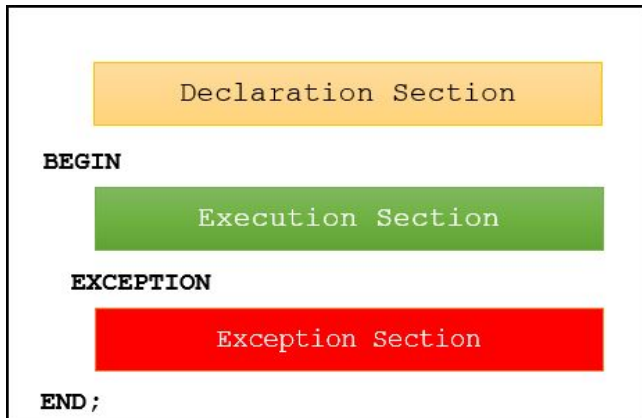 Declaration Section
BEGIN
Execution Section
EXCEPTION
Exception Section
END;